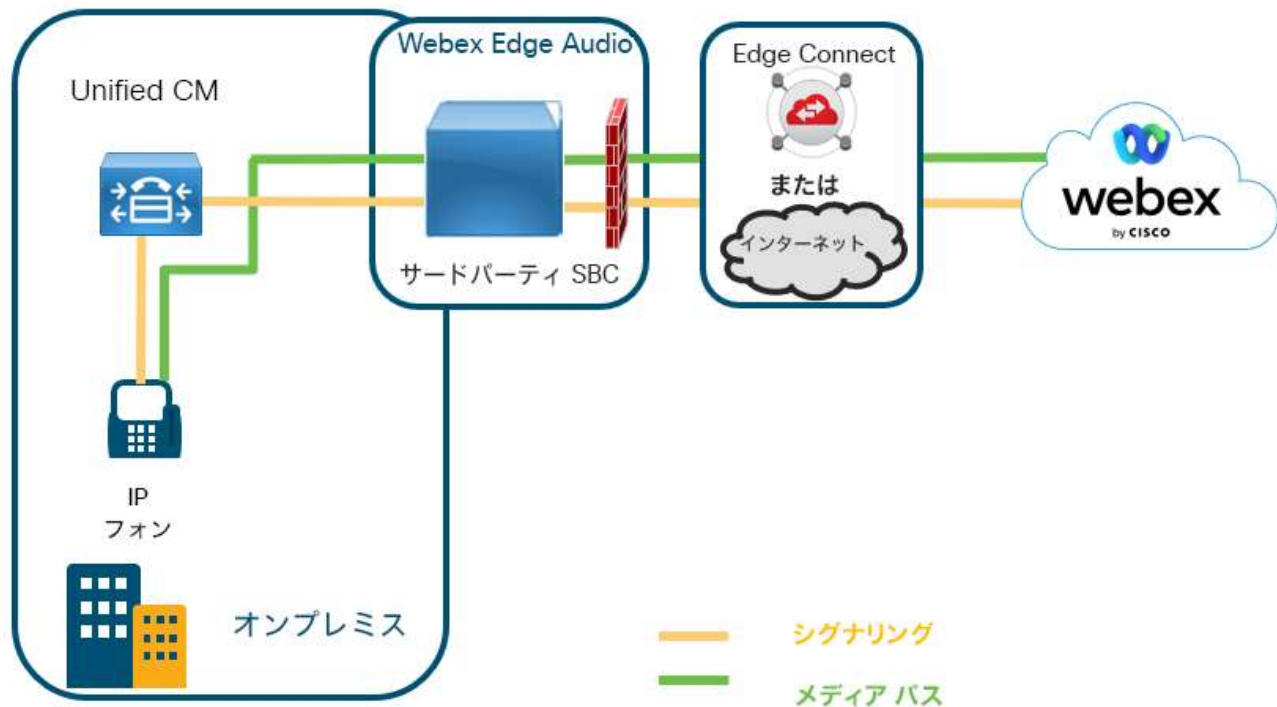 Webex Edge Audio
Edge Connect
Unified CM
または
webex
by CISCO
インターネット
サードパーティ SBC
IP
フォン
オンプレミス
シグナリング
メディア パス